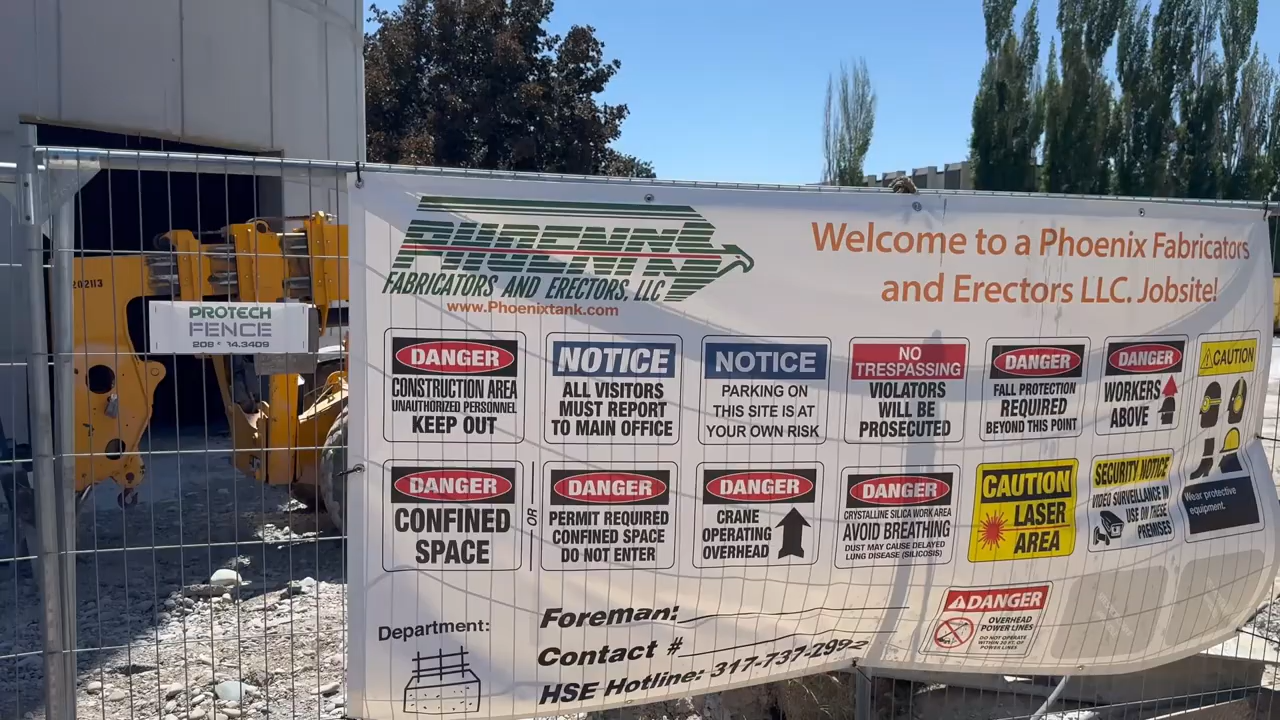 202113
PROTECH
FENCE
PHOENIX
FABRICATORS AND ERECTORS, LLC
www.Phoenixtank.com
Welcome to a Phoenix Fabricators
and Erectors LLC. Jobsite!
DANGER
CONSTRUCTION AREA
UNAUTHORIZED PERSONNEL
KEEP OUT
NOTICE
ALL VISITORS
MUST REPORT
TO MAIN OFFICE
NOTICE
PARKING ON
THIS SITE IS AT
YOUR OWN RISK
NO
TRESPASSING
VIOLATORS
WILL BE
PROSECUTED
DANGER
FALL PROTECTION
REQUIRED
BEYOND THIS POINT
DANGER
WORKERS
ABOVE
CAUTION
Wear protective
equipment.
DANGER
CONFINED
SPACE
OR
DANGER
PERMIT REQUIRED
CONFINED SPACE
DO NOT ENTER
DANGER
CRANE
OPERATING
OVERHEAD
DANGER
CRYSTALLINE SILICA WORK AREA
AVOID BREATHING
DUST MAY CAUSE DELAYED
LUNG DISEASE (SILICOSIS)
CAUTION
LASER
AREA
SECURITY NOTICE
VIDEO SURVEILLANCE IN
USE ON THESE
PREMISES
DANGER
OVERHEAD
POWER LINES
DO NOT OPERATE
WITHIN 20 FT. OF
POWER LINES
Department:
Foreman:
Contact #
HSE Hotline: 317-737-2992